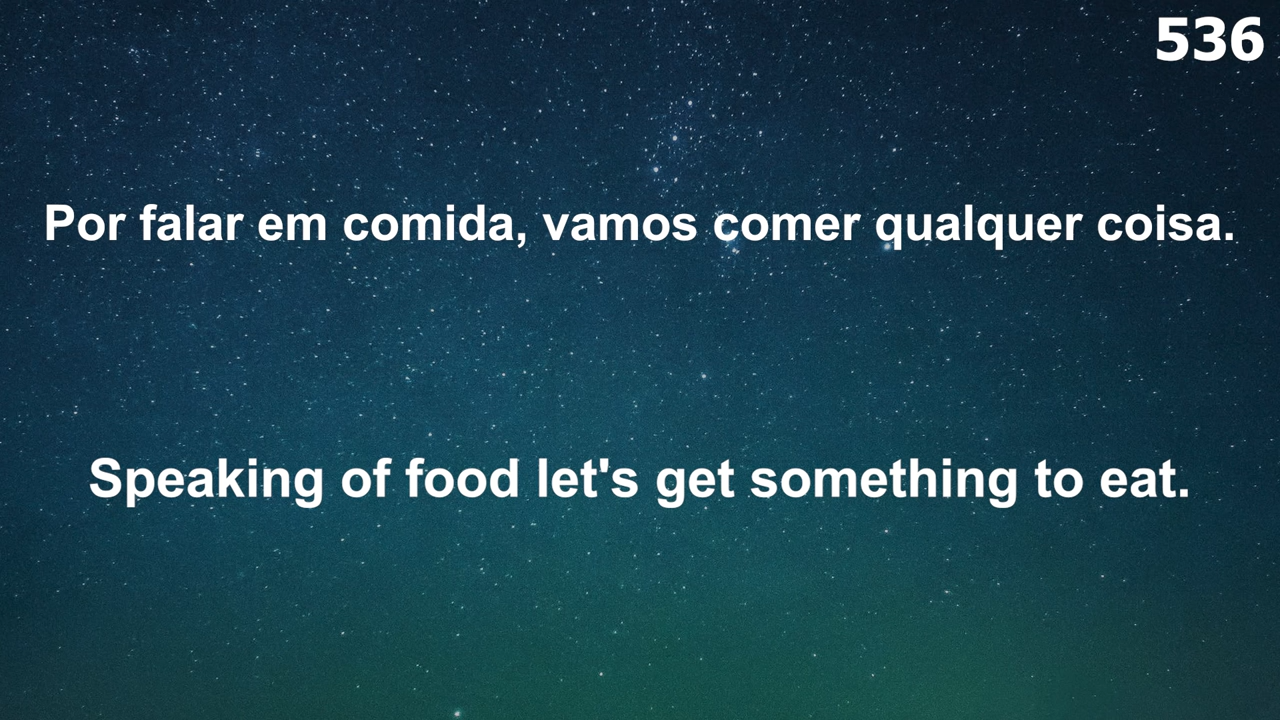 536
Por falar em comida, vamos comer qualquer coisa.
Speaking of food let's get something to eat.